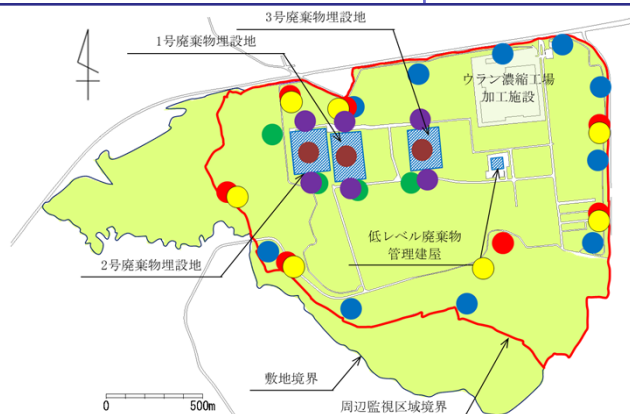 3号廃棄物埋設地
1号廃棄物埋設地
ウラン濃縮工場
加工施設
低レベル廃棄物
管理建屋
2号廃棄物埋設地
敷地境界
周辺監視区域境界
0 500m